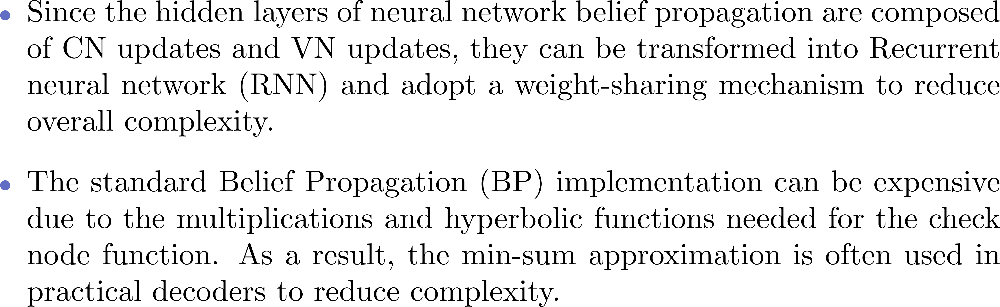 • Since the hidden layers of neural network belief propagation are composed
of CN updates and VN updates, they can be transformed into Recurrent
neural network (RNN) and adopt a weight-sharing mechanism to reduce
overall complexity.
• The standard Belief Propagation (BP) implementation can be expensive
due to the multiplications and hyperbolic functions needed for the check
node function. As a result, the min-sum approximation is often used in
practical decoders to reduce complexity.